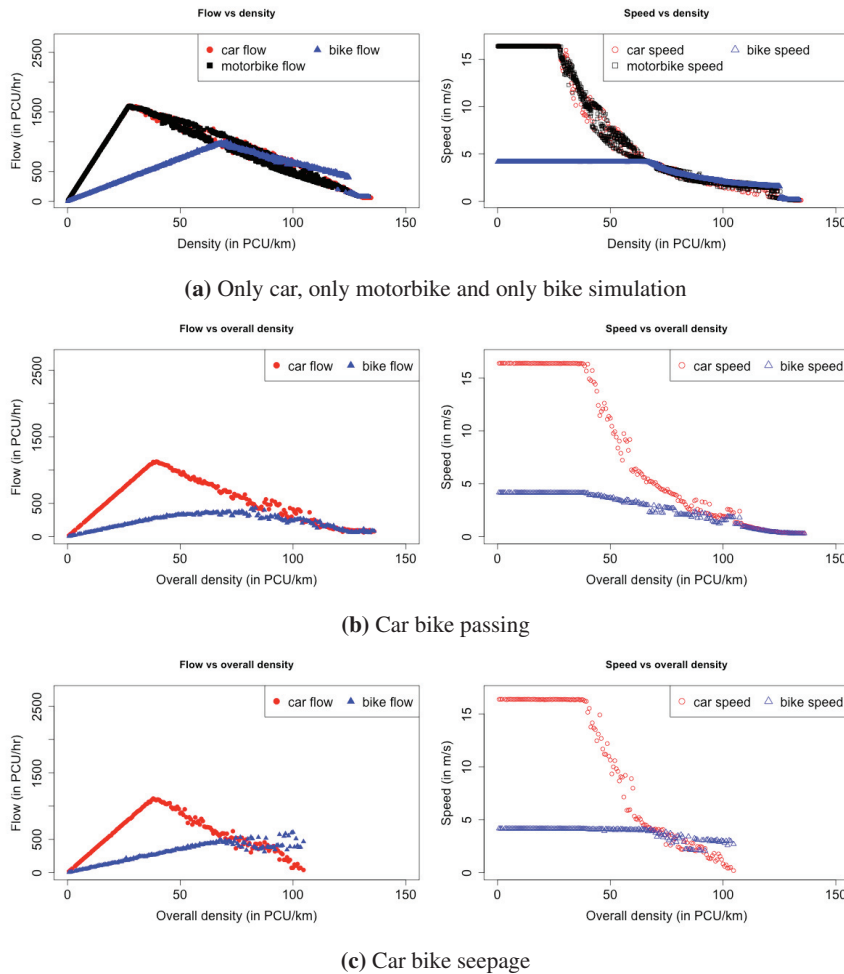 Flow vs density
Speed vs density
2500
1500
500
0
Flow (in PCU/hr)
car flow
bike flow
motorbike flow
0 50 100 150
Density (in PCU/km)
15
10
5
0
Speed (in m/s)
car speed
bike speed
motorbike speed
0 50 100 150
Density (in PCU/km)
(a) Only car, only motorbike and only bike simulation
Flow vs overall density
Speed vs overall density
2500
1500
500
0
Flow (in PCU/hr)
car flow
bike flow
0 50 100 150
Overall density (in PCU/km)
15
10
5
0
Speed (in m/s)
car speed
bike speed
0 50 100 150
Overall density (in PCU/km)
(b) Car bike passing
Flow vs overall density
Speed vs overall density
2500
1500
500
0
Flow (in PCU/hr)
car flow
bike flow
0 50 100 150
Overall density (in PCU/km)
15
10
5
0
Speed (in m/s)
car speed
bike speed
0 50 100 150
Overall density (in PCU/km)
(c) Car bike seepage